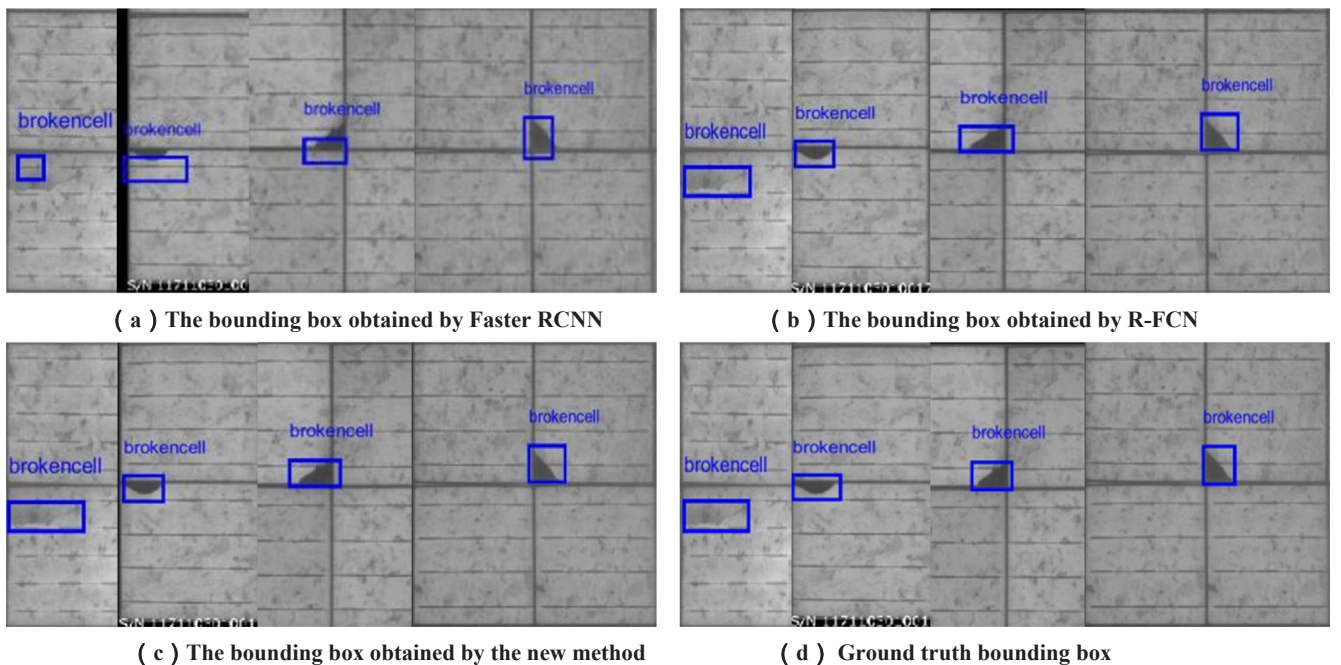 brokencell
brokencell
brokencell
brokencell
( a ) The bounding box obtained by Faster RCNN
brokencell
brokencell
brokencell
brokencell
( b ) The bounding box obtained by R-FCN
brokencell
brokencell
brokencell
brokencell
( c ) The bounding box obtained by the new method
brokencell
brokencell
brokencell
brokencell
( d ) Ground truth bounding box